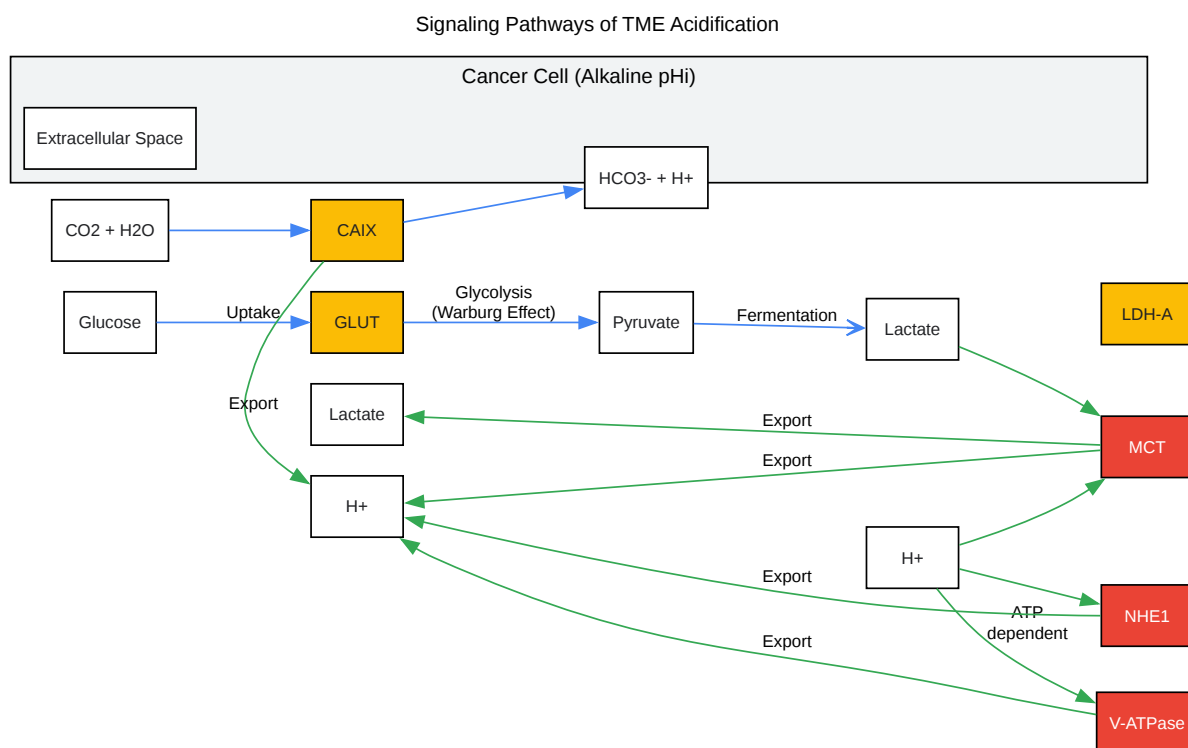 Signaling Pathways of TME Acidification
Cancer Cell (Alkaline pHi)
Extracellular Space
HCO3- + H+
CO2 + H2O
CAIX
Glucose
Uptake
GLUT
Glycolysis
(Warburg Effect)
Pyruvate
Fermentation
Lactate
LDH-A
Export
Lactate
Export
MCT
Export
H+
H+
Export
ATP
dependent
NHE1
Export
V-ATPase